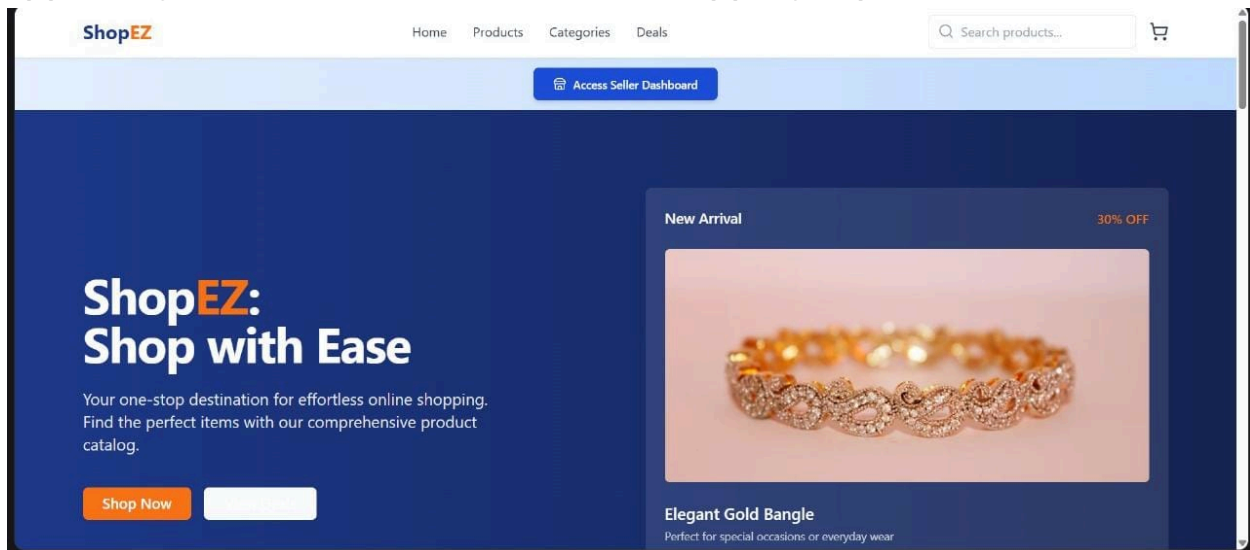 ShopEZ
Home Products Categories Deals
Search products...
Access Seller Dashboard
New Arrival
30% OFF
ShopEZ:
Shop with Ease
Your one-stop destination for effortless online shopping.
Find the perfect items with our comprehensive product
catalog.
Shop Now
Elegant Gold Bangle
Perfect for special occasions or everyday wear